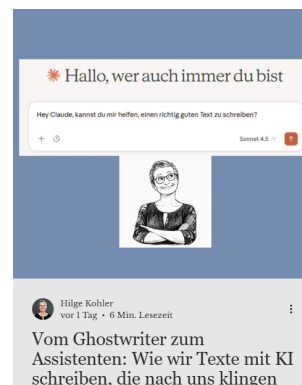 Hallo, wer auch immer du bist
Hey Claude, kannst du mir helfen, einen richtig guten Text zu schreiben?
Sonnet 4.5
Hilge Kohler
vor 1 Tag • 6 Min. Lesezeit
Vom Ghostwriter zum
Assistenten: Wie wir Texte mit KI
schreiben, die nach uns klingen